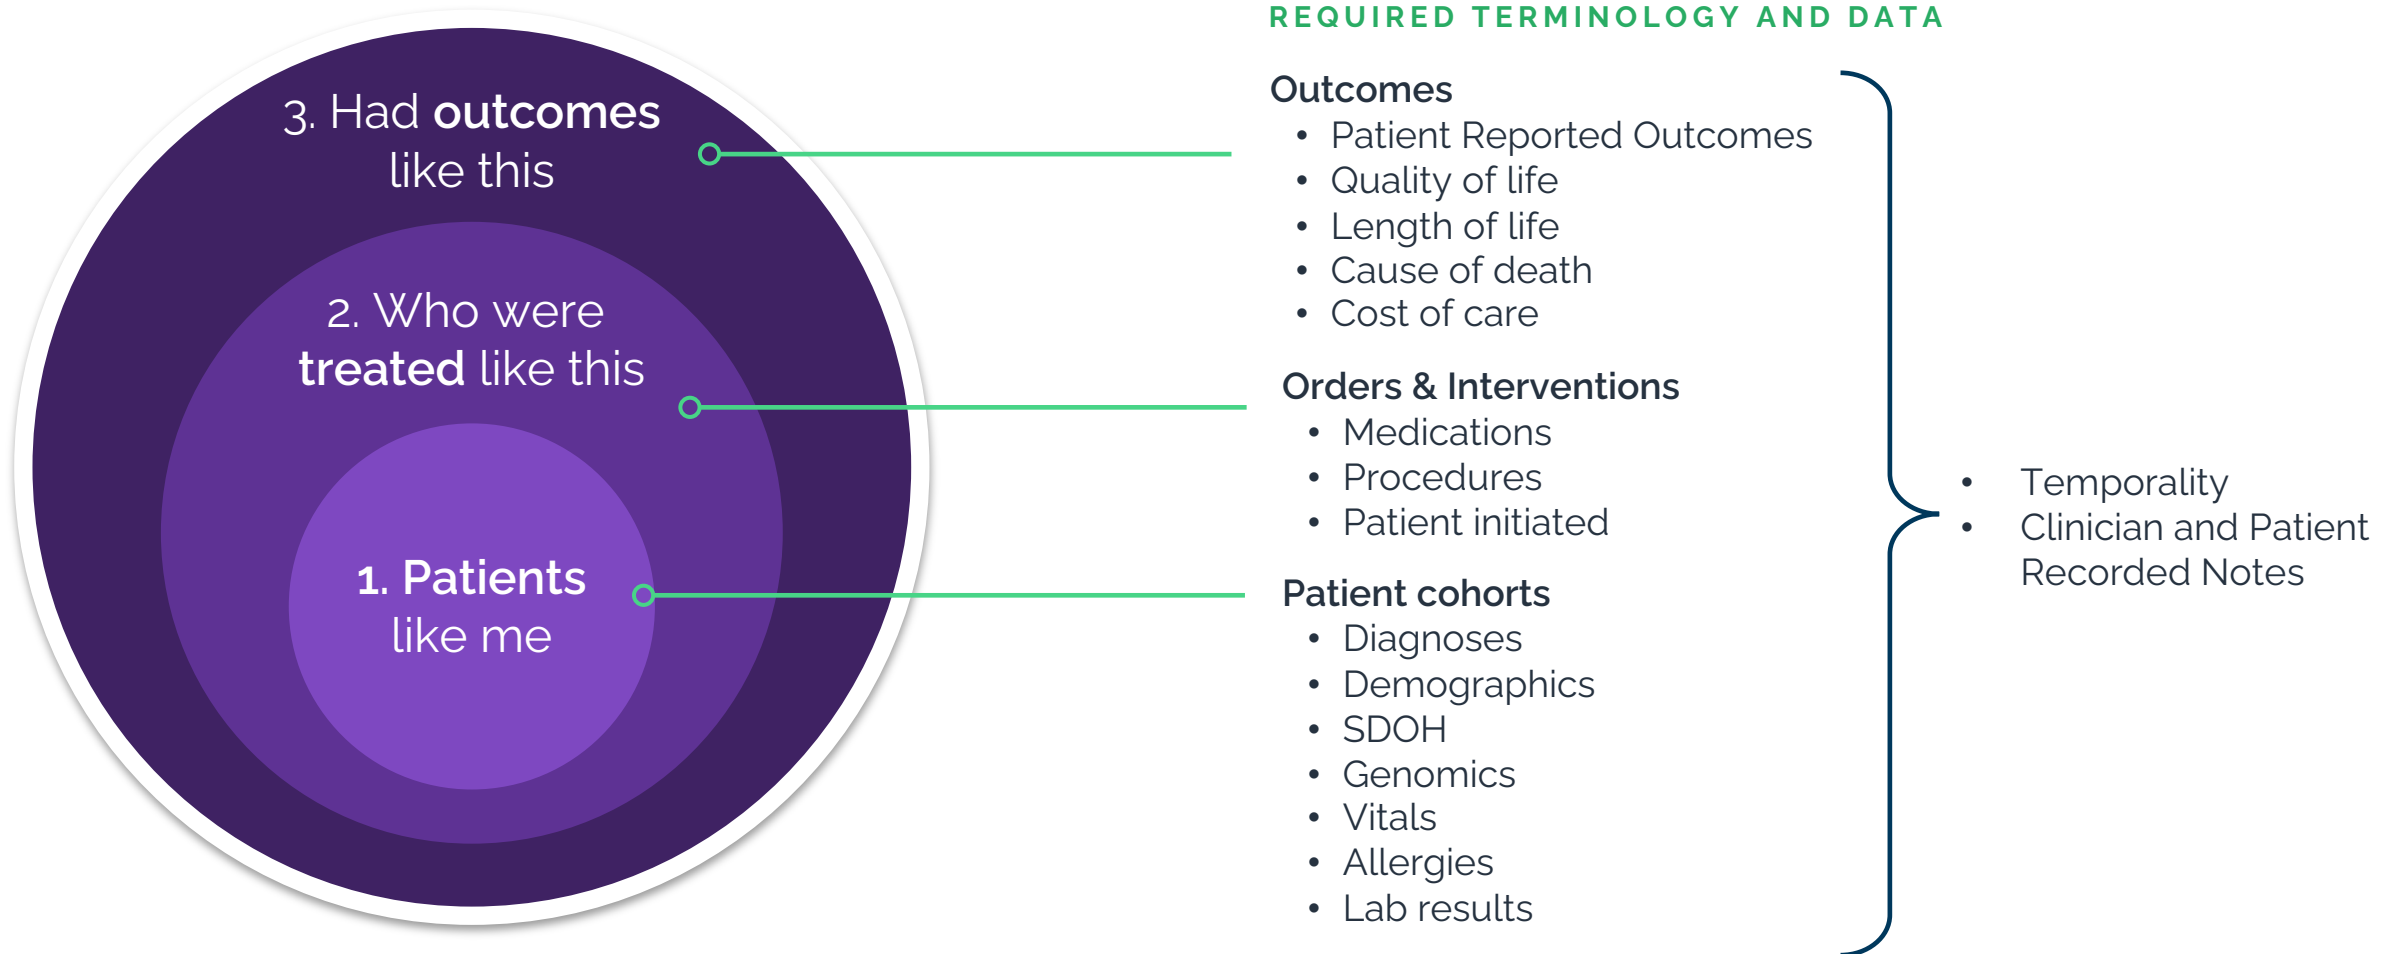 3. Had outcomes
like this
2. Who were
treated like this
1. Patients
like me
REQUIRED TERMINOLOGY AND DATA
Outcomes
• Patient Reported Outcomes
• Quality of life
• Length of life
• Cause of death
• Cost of care
Orders & Interventions
• Medications
• Procedures
• Patient initiated
Patient cohorts
• Diagnoses
• Demographics
• SDOH
• Genomics
• Vitals
• Allergies
• Lab results
• Temporality
• Clinician and Patient
Recorded Notes